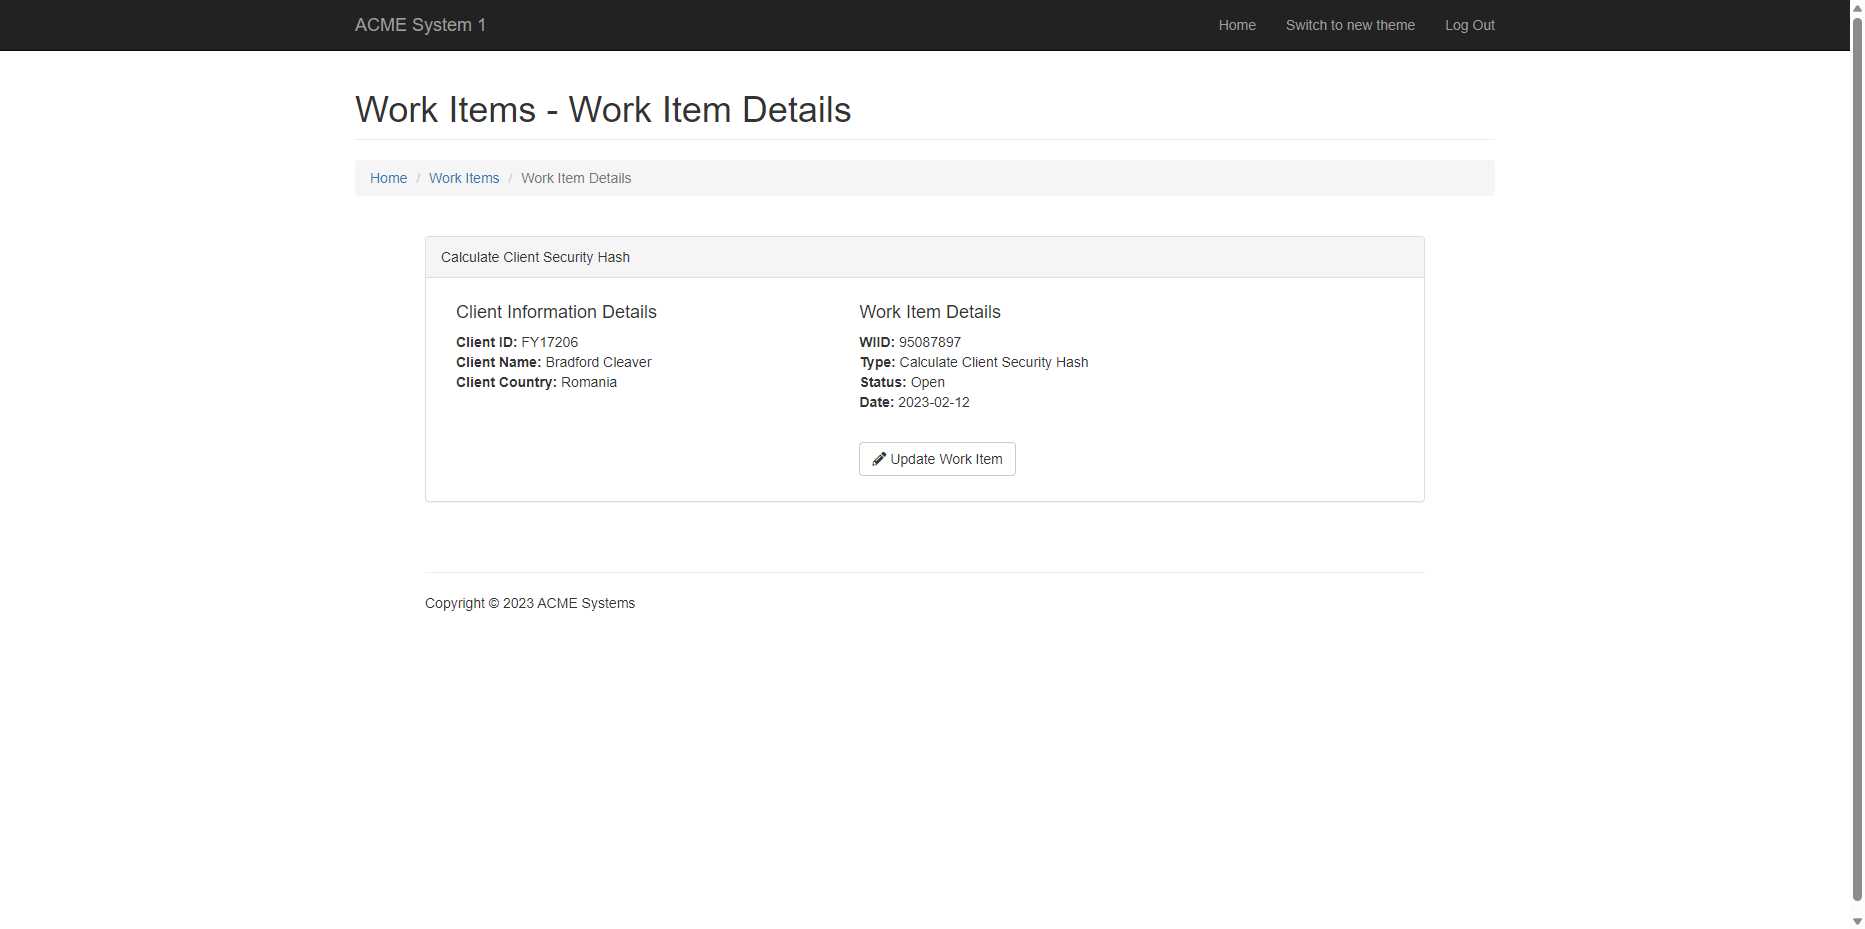 ACME System 1
Home
Switch to new theme
Log Out
Work Items - Work Item Details
Home / Work Items / Work Item Details
Calculate Client Security Hash
Client Information Details
Client ID: FY17206
Client Name: Bradford Cleaver
Client Country: Romania
Work Item Details
WIID: 95087897
Type: Calculate Client Security Hash
Status: Open
Date: 2023-02-12
Update Work Item
Copyright © 2023 ACME Systems